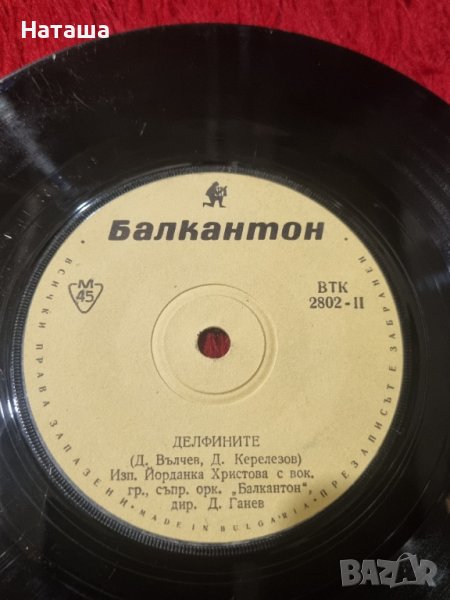 Наташа
Балкантон
М
45
ВТК
2802-II
ДЕЛФИНИТЕ
(Д. Вълчев, Д. Керелезов)
Изп. Йорданка Христова с вок.
гр., съпр. орк. „Балкантон",
дир. Д. Ганев
ВСИЧКИ ПРАВА ЗАПАЗЕНИ · MADE IN BULGARIA · ПРЕЗАПИСЪТ Е ЗАБРАНЕН
BAZAR